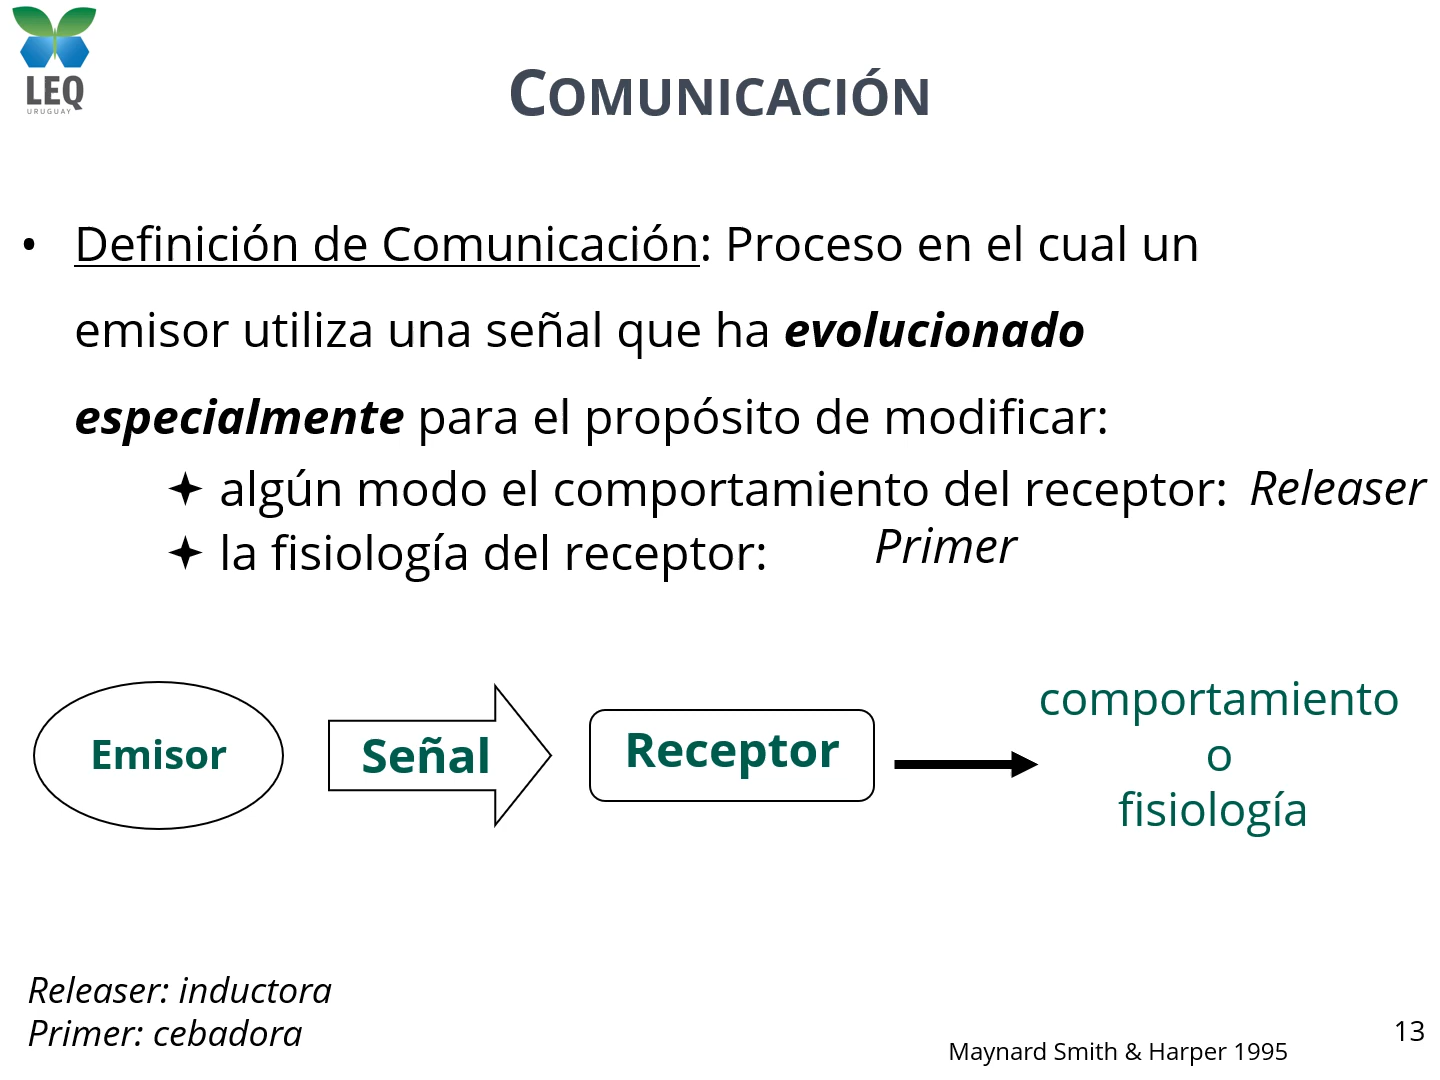 LEQ
URUGUAY
COMUNICACIÓN
• Definición de Comunicación: Proceso en el cual un
emisor utiliza una señal que ha evolucionado
especialmente para el propósito de modificar:
✦ algún modo el comportamiento del receptor: Releaser
✦ la fisiología del receptor: Primer
Emisor
Señal
Receptor
comportamiento
o
fisiología
Releaser: inductora
Primer: cebadora
Maynard Smith & Harper 1995
13